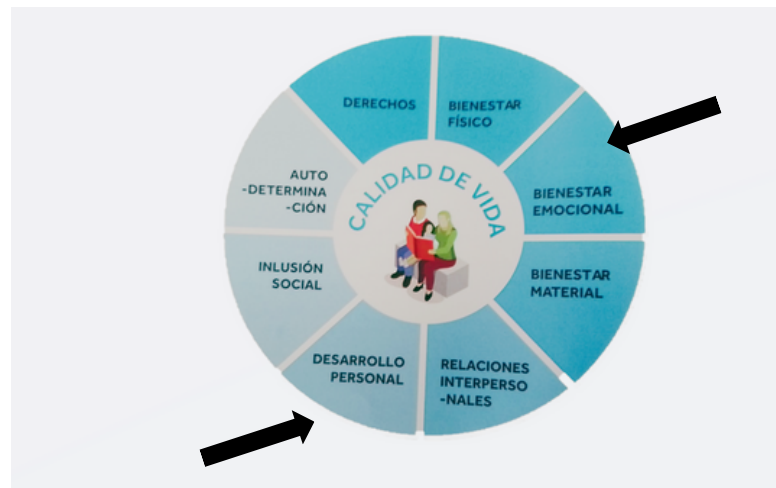 DERECHOS
BIENESTAR
FÍSICO
BIENESTAR
EMOCIONAL
BIENESTAR
MATERIAL
RELACIONES
INTERPERSO
-NALES
DESARROLLO
PERSONAL
INLUSIÓN
SOCIAL
AUTO
-DETERMINA
-CIÓN
CALIDAD DE VIDA